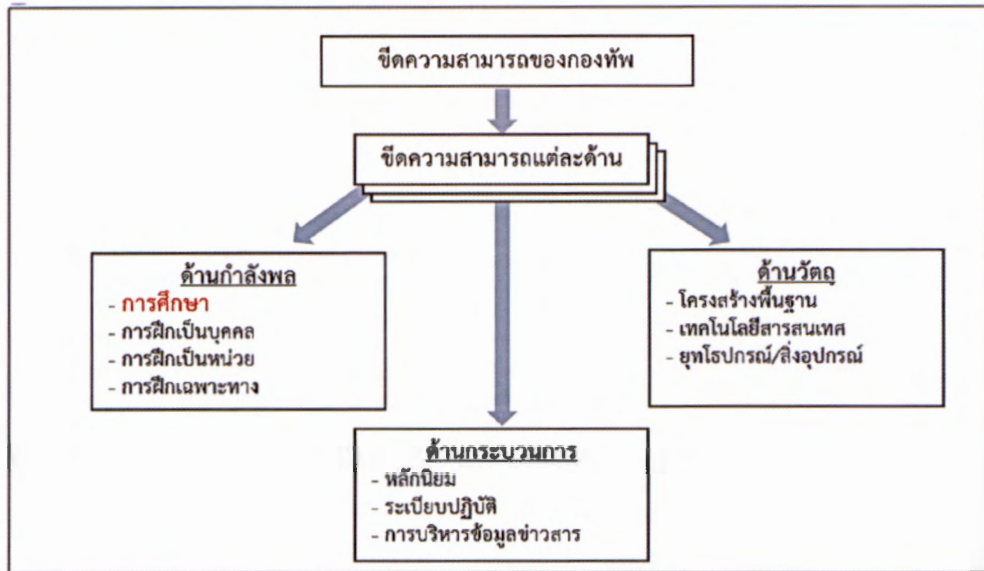 ขีดความสามารถของกองทัพ
ขีดความสามารถแต่ละด้าน
ด้านกำลังพล
- การศึกษา
- การฝึกเป็นบุคคล
- การฝึกเป็นหน่วย
- การฝึกเฉพาะทาง
ด้านวัตถุ
- โครงสร้างพื้นฐาน
- เทคโนโลยีสารสนเทศ
- ยุทโธปกรณ์/สิ่งอุปกรณ์
ด้านกระบวนการ
- หลักนิยม
- ระเบียบปฏิบัติ
- การบริหารข้อมูลข่าวสาร